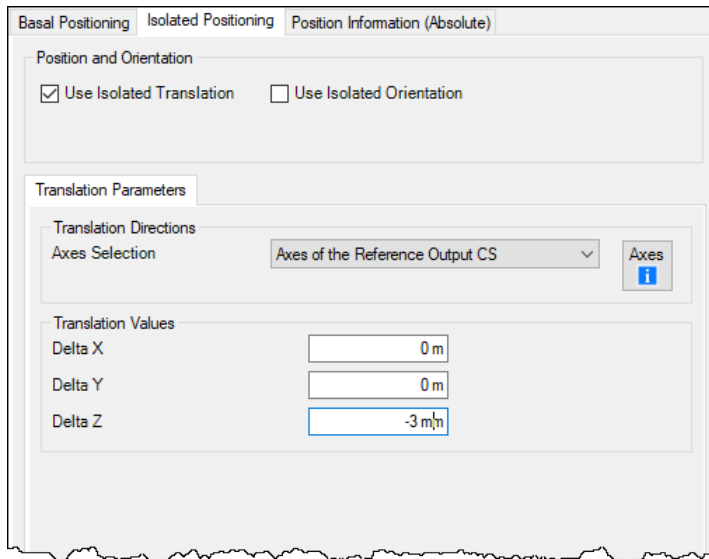 Basal Positioning Isolated Positioning Position Information (Absolute)
Position and Orientation
Use Isolated Translation Use Isolated Orientation
Translation Parameters
Translation Directions
Axes Selection Axes of the Reference Output CS Axes
Translation Values
Delta X 0 m
Delta Y 0 m
Delta Z -3 mm